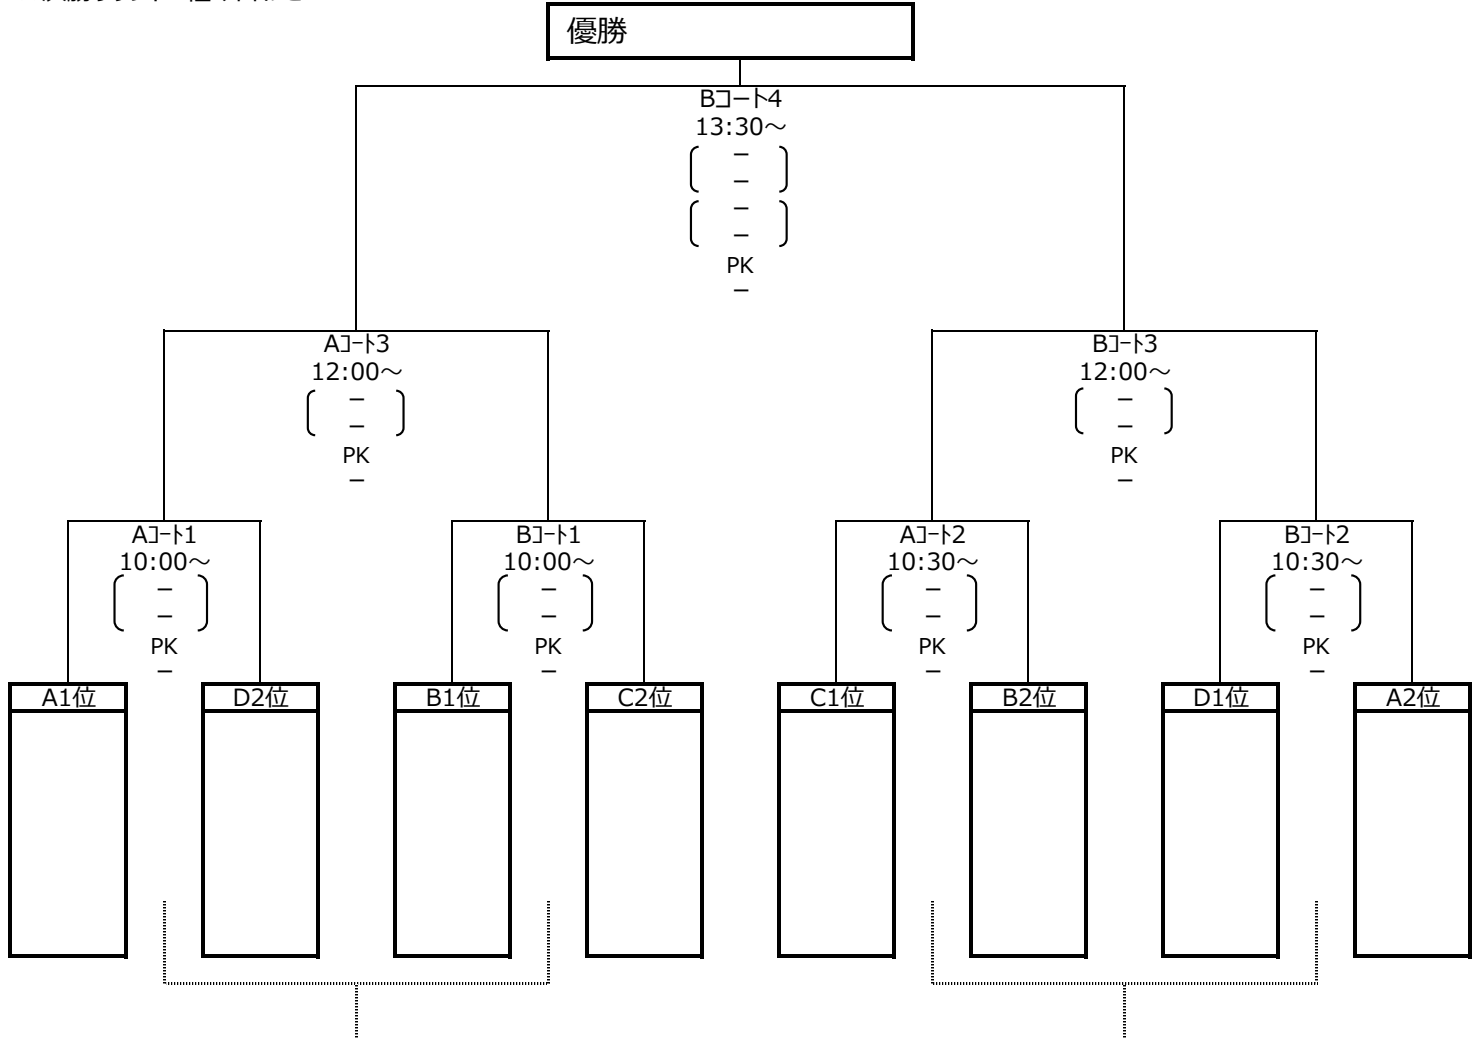 優勝
Bコート4
13:30～
－
－
－
－
PK
－
Aコート3
12:00～
－
－
PK
－
Bコート3
12:00～
－
－
PK
－
Aコート1
10:00～
－
－
PK
－
Bコート1
10:00～
－
－
PK
－
Aコート2
10:30～
－
－
PK
－
Bコート2
10:30～
－
－
PK
－
A1位
D2位
B1位
C2位
C1位
B2位
D1位
A2位